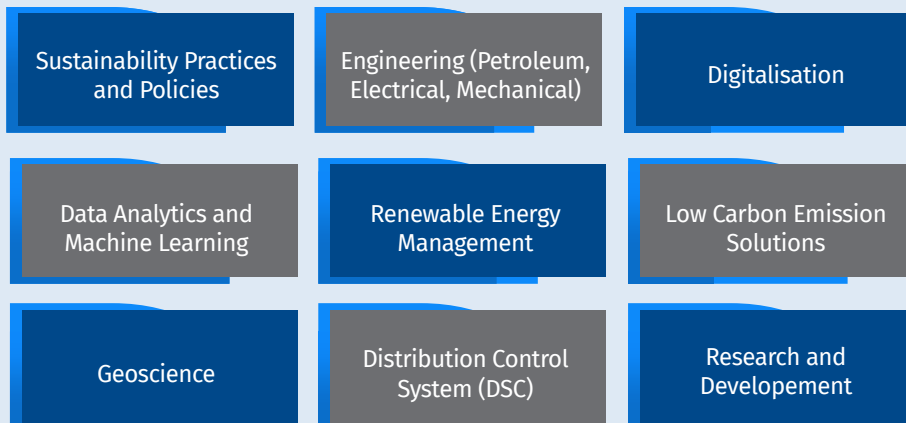 Sustainability Practices
and Policies
Engineering (Petroleum,
Electrical, Mechanical)
Digitalisation
Data Analytics and
Machine Learning
Renewable Energy
Management
Low Carbon Emission
Solutions
Geoscience
Distribution Control
System (DSC)
Research and
Developement